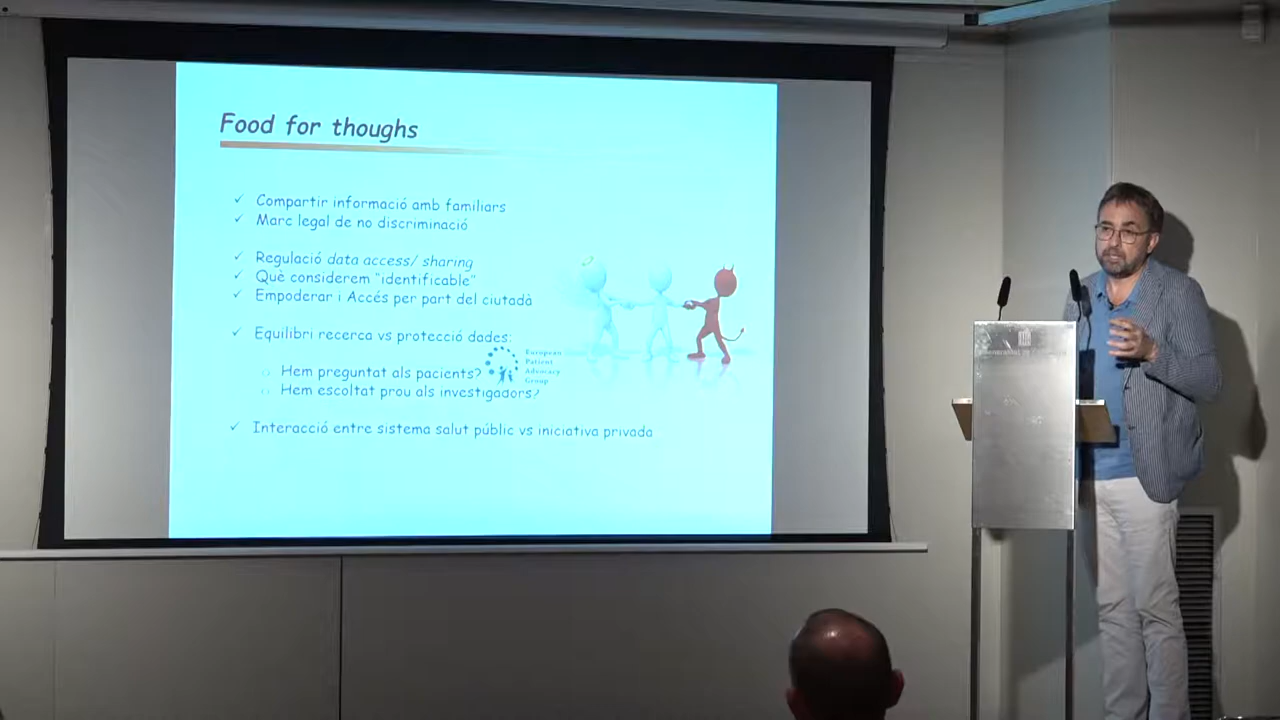 Food for thoughs
✓ Compartir informació amb familiars
✓ Marc legal de no discriminació
✓ Regulació data access/ sharing
✓ Què considerem "identificable"
✓ Empoderar i Accés per part del ciutadà
✓ Equilibri recerca vs protecció dades:
European
Patient
Advocacy
Group
o Hem preguntat als pacients?
o Hem escoltat prou als investigadors?
✓ Interacció entre sistema salut públic vs iniciativa privada